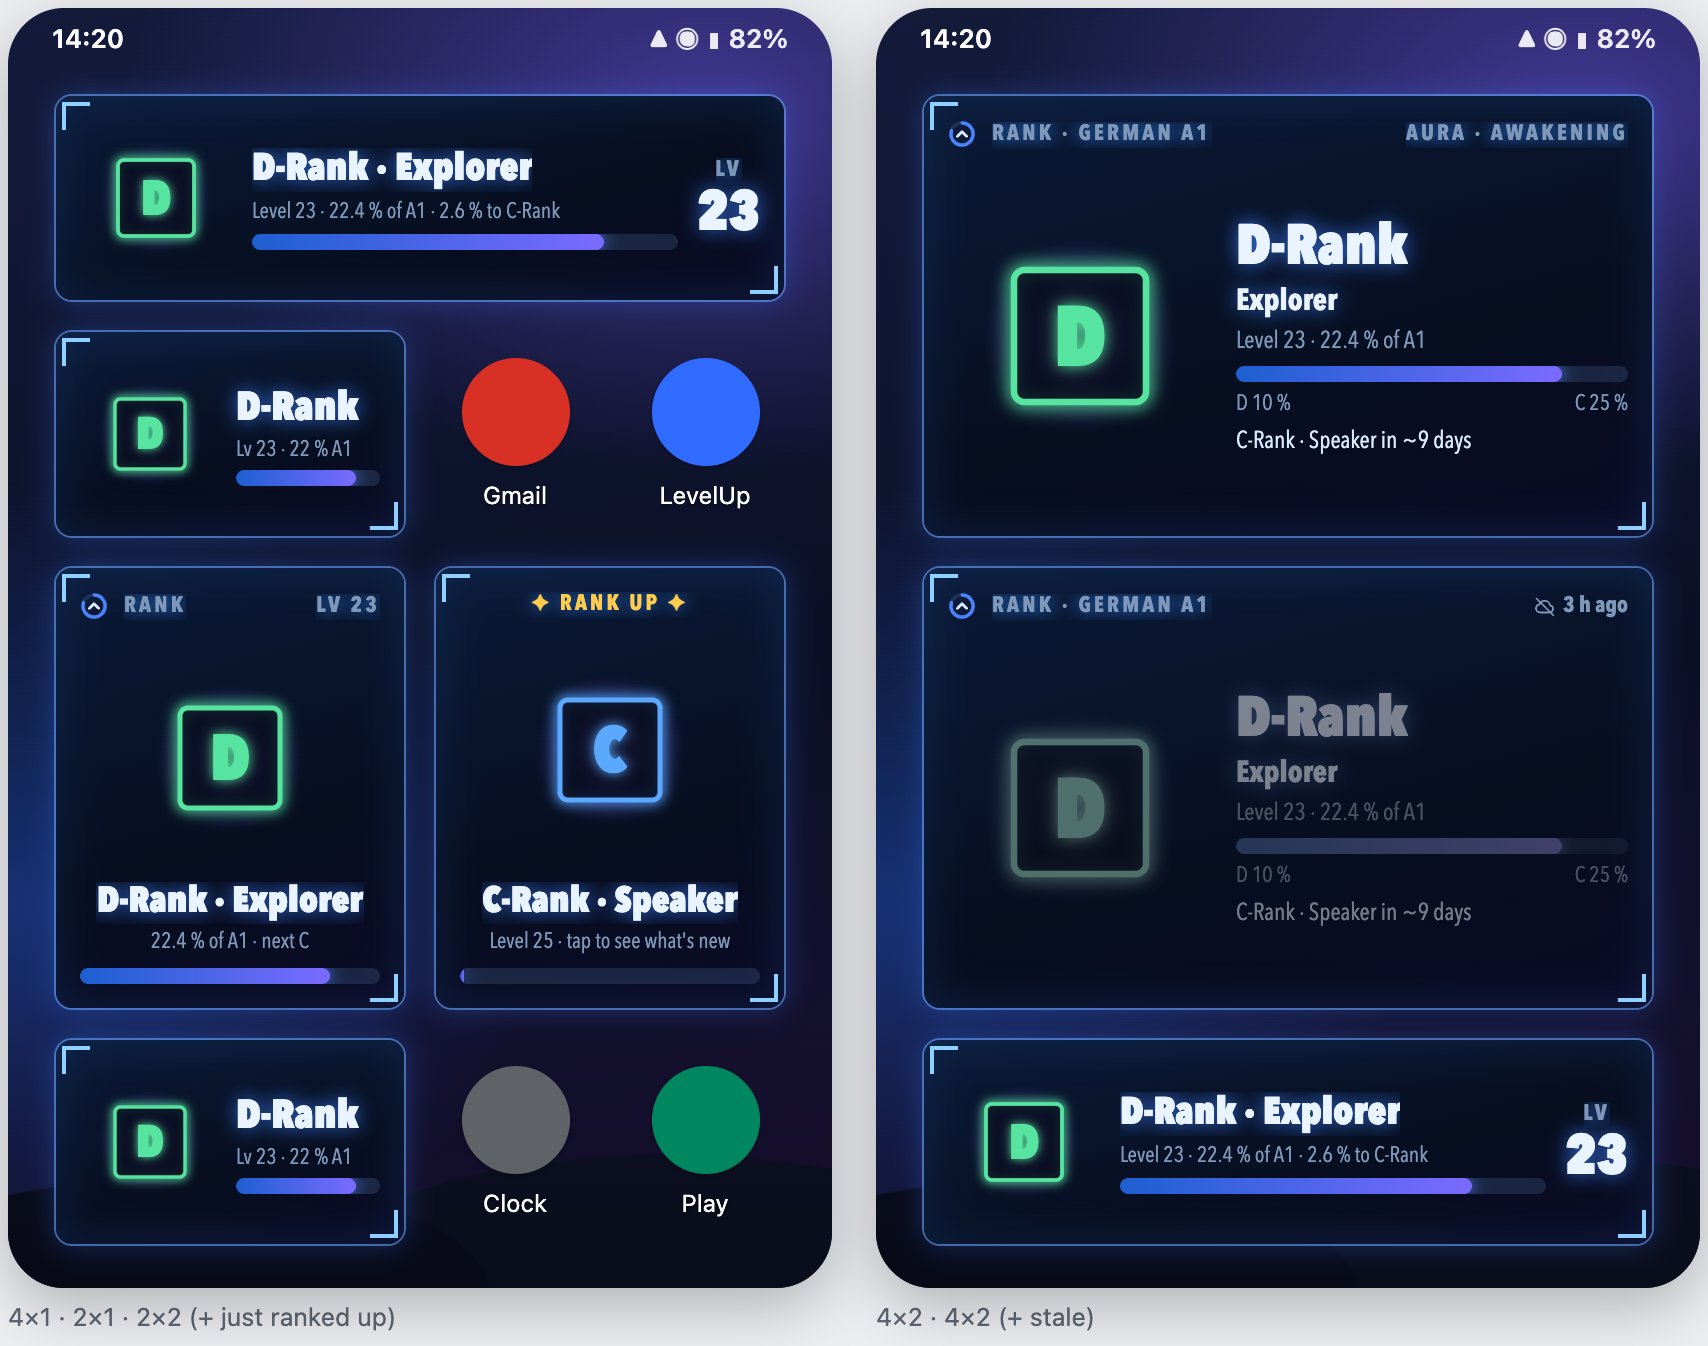 14:20
82%
D
D-Rank · Explorer
Level 23 · 22.4 % of A1 · 2.6 % to C-Rank
LV
23
D
D-Rank
Lv 23 · 22 % A1
Gmail
LevelUp
RANK
LV 23
D
D-Rank · Explorer
22.4 % of A1 · next C
✦ RANK UP ✦
C
C-Rank · Speaker
Level 25 · tap to see what's new
D
D-Rank
Lv 23 · 22 % A1
Clock
Play
4×1 · 2×1 · 2×2 (+ just ranked up)
14:20
82%
RANK · GERMAN A1
AURA · AWAKENING
D
D-Rank
Explorer
Level 23 · 22.4 % of A1
D 10 %
C 25 %
C-Rank · Speaker in ~9 days
RANK · GERMAN A1
3 h ago
D
D-Rank
Explorer
Level 23 · 22.4 % of A1
D 10 %
C 25 %
C-Rank · Speaker in ~9 days
D
D-Rank · Explorer
Level 23 · 22.4 % of A1 · 2.6 % to C-Rank
LV
23
4×2 · 4×2 (+ stale)